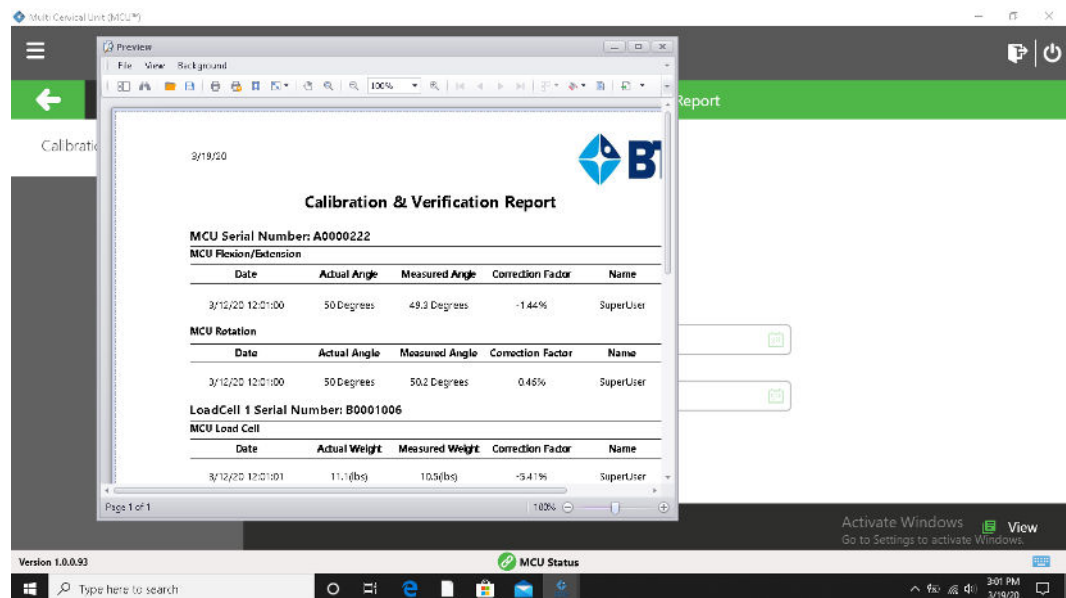 Multi Cervical Unit (MCU™)
Preview
File View Background
100%
Report
Calibratio
3/19/20
BT
Calibration & Verification Report
MCU Serial Number: A0000222
MCU Flexion/Extension
Date Actual Angle Measured Angle Correction Factor Name
3/12/20 12:01:00 50 Degrees 49.3 Degrees -1.44% SuperUser
MCU Rotation
Date Actual Angle Measured Angle Correction Factor Name
3/12/20 12:01:00 50 Degrees 50.2 Degrees 0.46% SuperUser
LoadCell 1 Serial Number: B0001006
MCU Load Cell
Date Actual Weight Measured Weight Correction Factor Name
3/12/20 12:01:01 11.1(lbs) 10.5(lbs) -5.41% SuperUser
Page 1 of 1
100%
Activate Windows
Go to Settings to activate Windows.
View
Version 1.0.0.93
MCU Status
Type here to search
3:01 PM
3/19/20